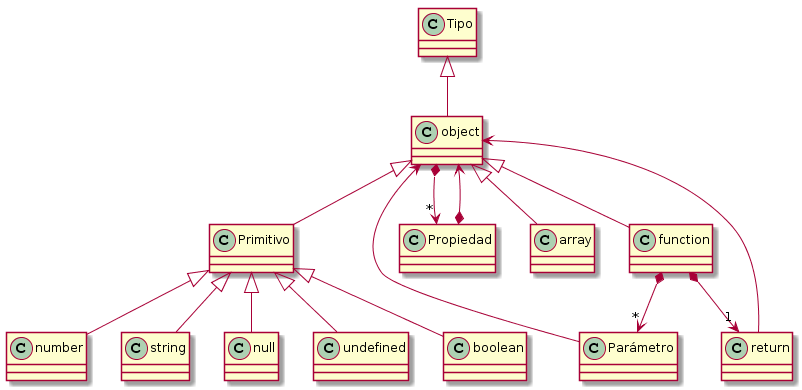 C Tipo
C object
*
C Primitivo
C Propiedad
C array
C function
*
1
C number
C string
C null
C undefined
C boolean
C Parámetro
C return